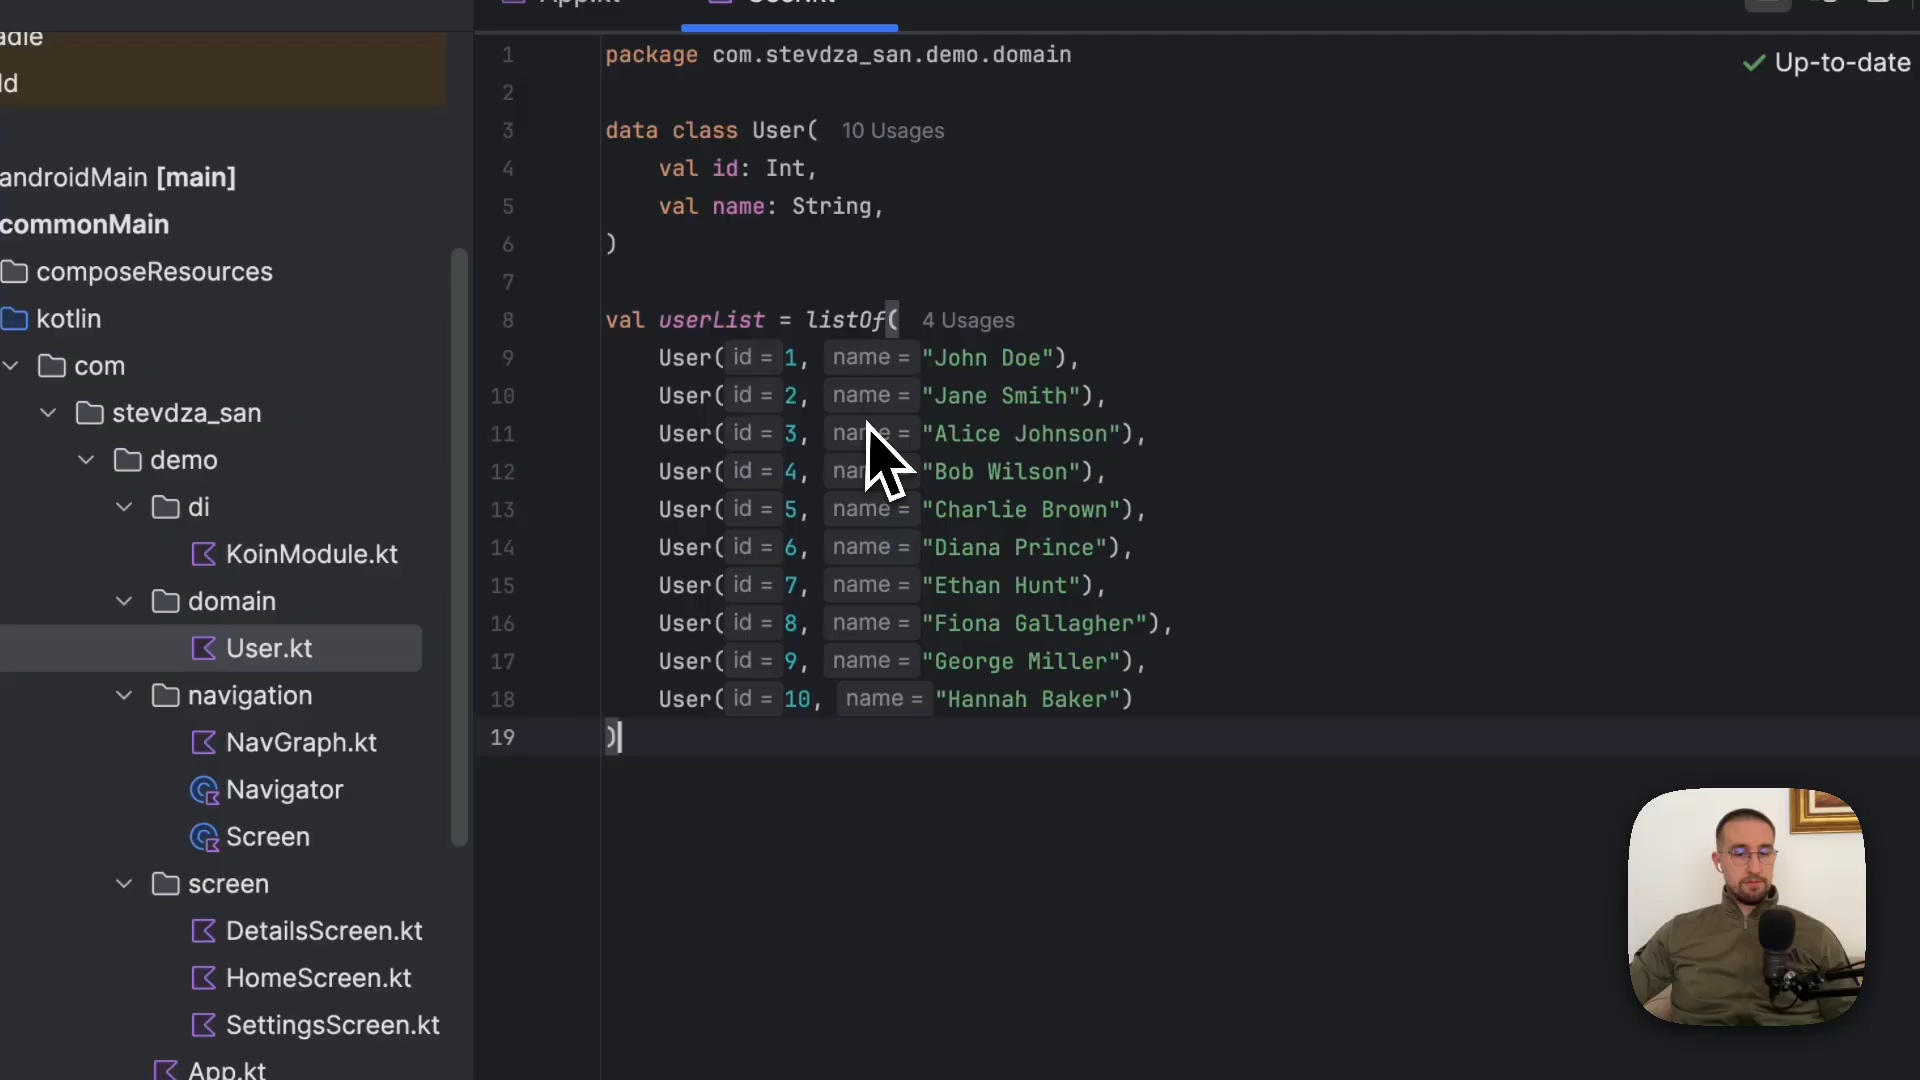 App.kt
User.kt
adle
ld
androidMain [main]
commonMain
composeResources
kotlin
com
stevdza_san
demo
di
KoinModule.kt
domain
User.kt
navigation
NavGraph.kt
Navigator
Screen
screen
DetailsScreen.kt
HomeScreen.kt
SettingsScreen.kt
App.kt
Up-to-date
1 package com.stevdza_san.demo.domain
2
3 data class User( 10 Usages
4 val id: Int,
5 val name: String,
6 )
7
8 val userList = listOf( 4 Usages
9 User( id = 1, name = "John Doe"),
10 User( id = 2, name = "Jane Smith"),
11 User( id = 3, name = "Alice Johnson"),
12 User( id = 4, name = "Bob Wilson"),
13 User( id = 5, name = "Charlie Brown"),
14 User( id = 6, name = "Diana Prince"),
15 User( id = 7, name = "Ethan Hunt"),
16 User( id = 8, name = "Fiona Gallagher"),
17 User( id = 9, name = "George Miller"),
18 User( id = 10, name = "Hannah Baker")
19 )